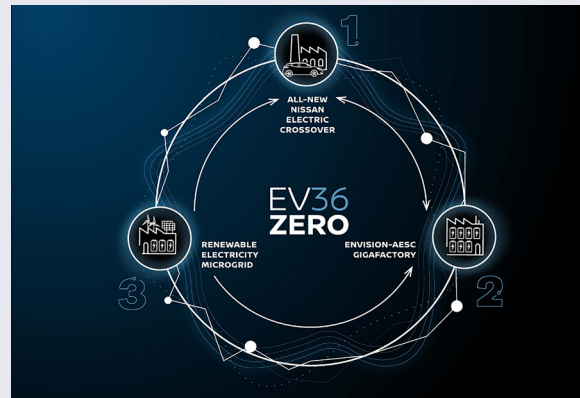 1
ALL-NEW
NISSAN
ELECTRIC
CROSSOVER
EV36
ZERO
RENEWABLE
ELECTRICITY
MICROGRID
ENVISION-AESC
GIGAFACTORY
3
2